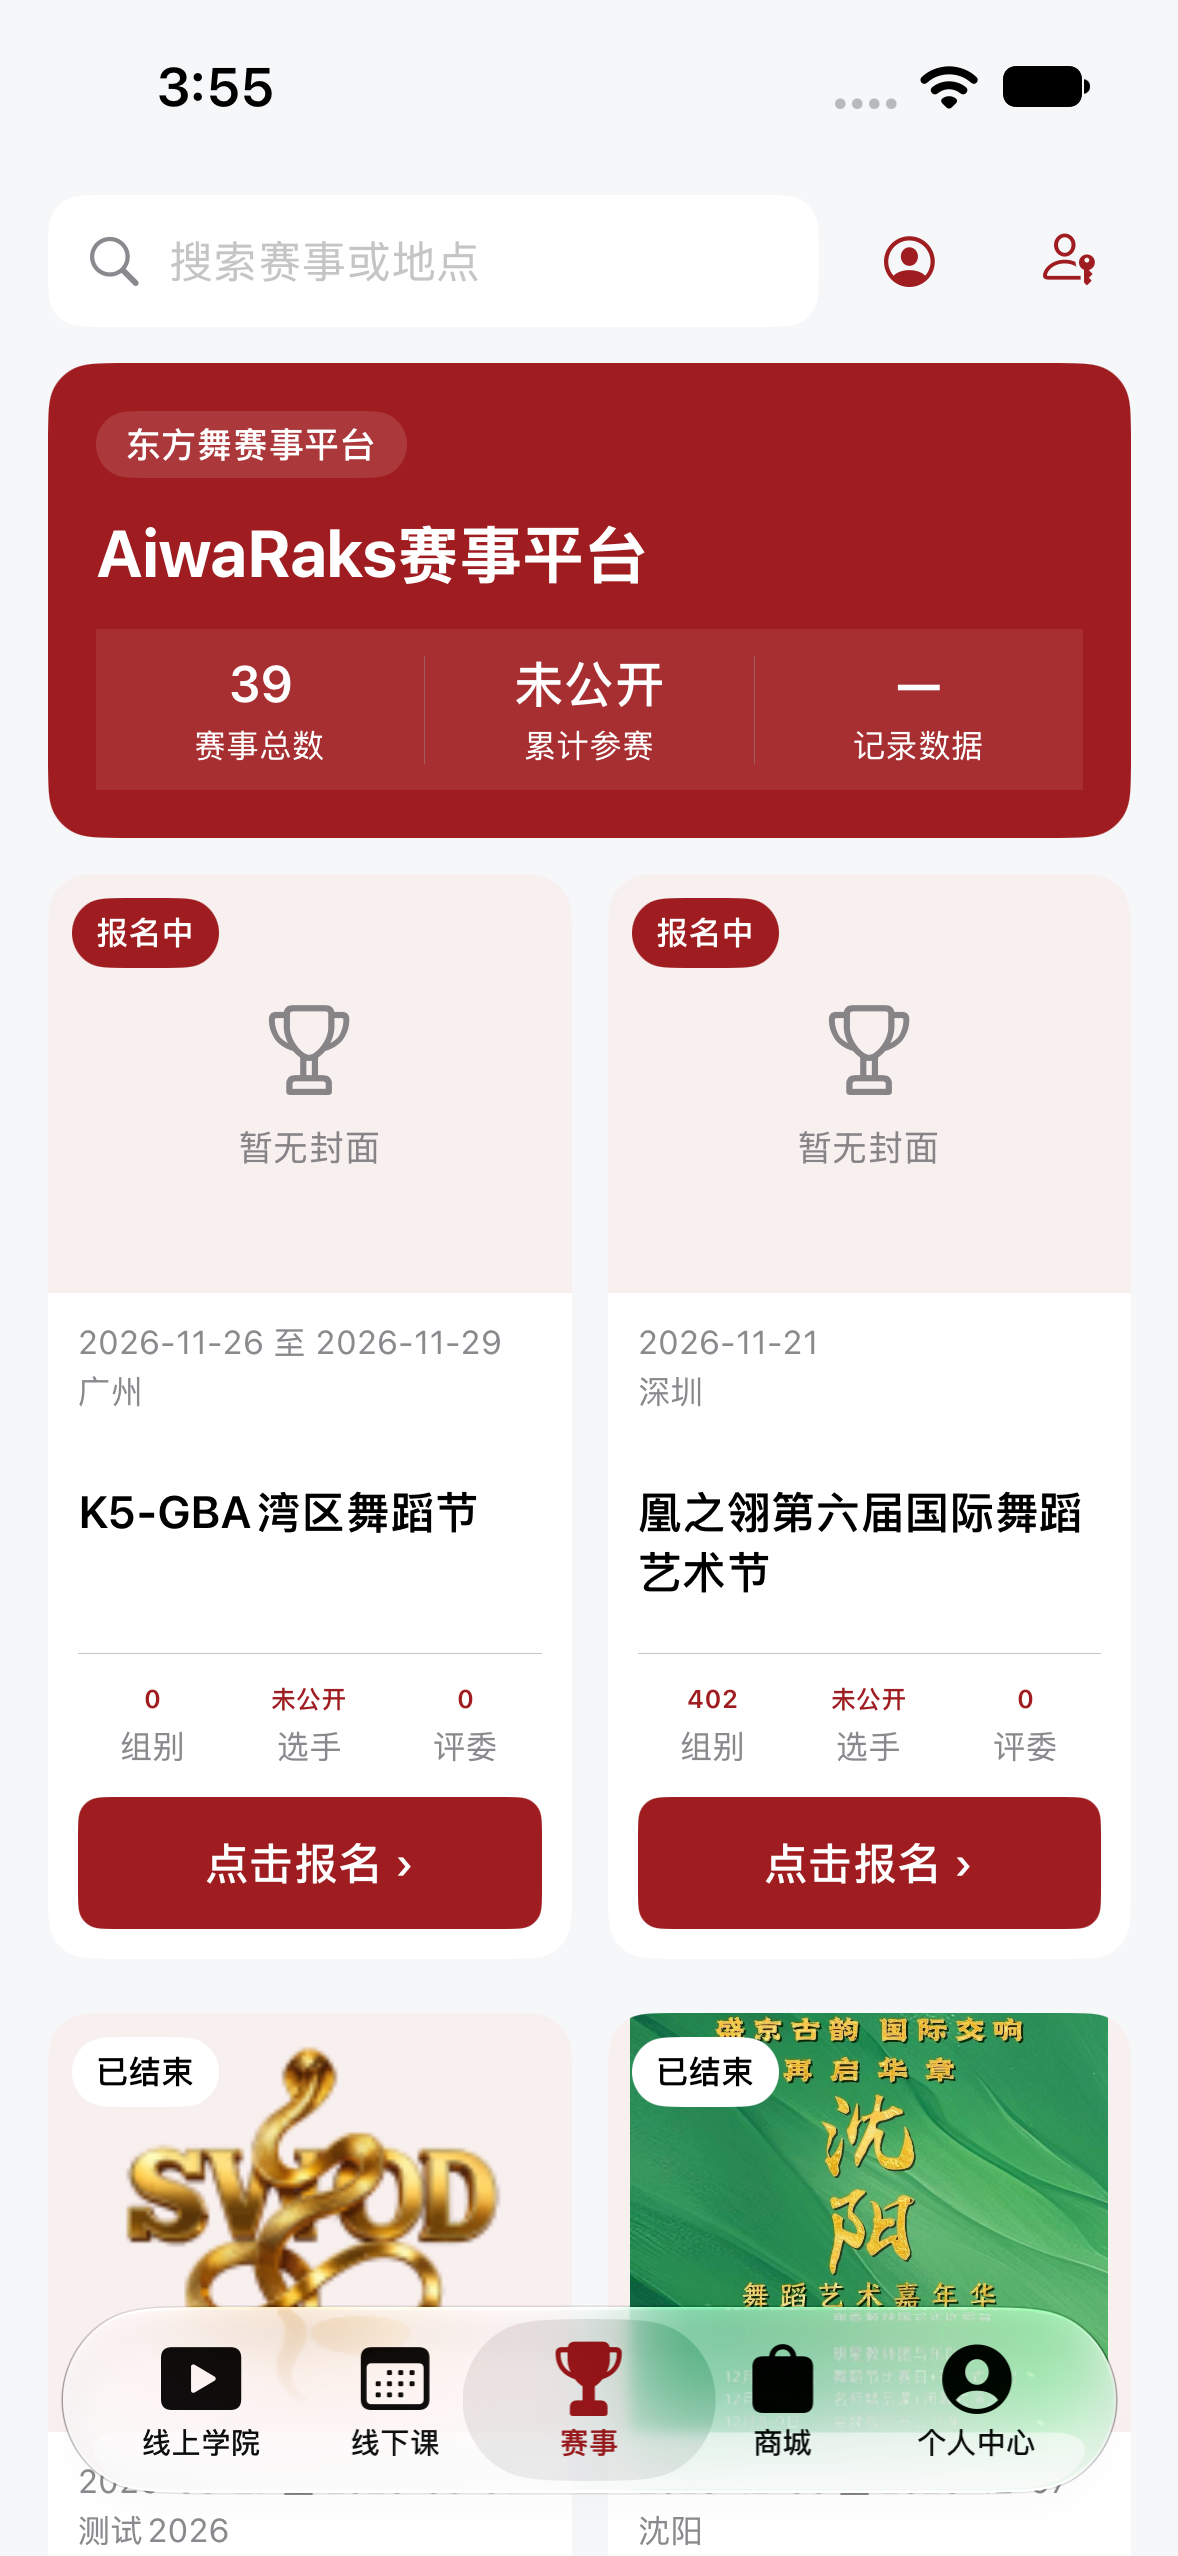 3:55
搜索赛事或地点
东方舞赛事平台
AiwaRaks赛事平台
39
未公开
—
赛事总数
累计参赛
记录数据
报名中
暂无封面
2026-11-26 至 2026-11-29
广州
K5-GBA湾区舞蹈节
0
未公开
0
组别
选手
评委
点击报名 ›
报名中
暂无封面
2026-11-21
深圳
凰之翎第六届国际舞蹈
艺术节
402
未公开
0
组别
选手
评委
点击报名 ›
已结束
测试2026
已结束
盛京古韵 国际交响
再启华章
沈
阳
舞蹈艺术嘉年华
沈阳
线上学院
线下课
赛事
商城
个人中心